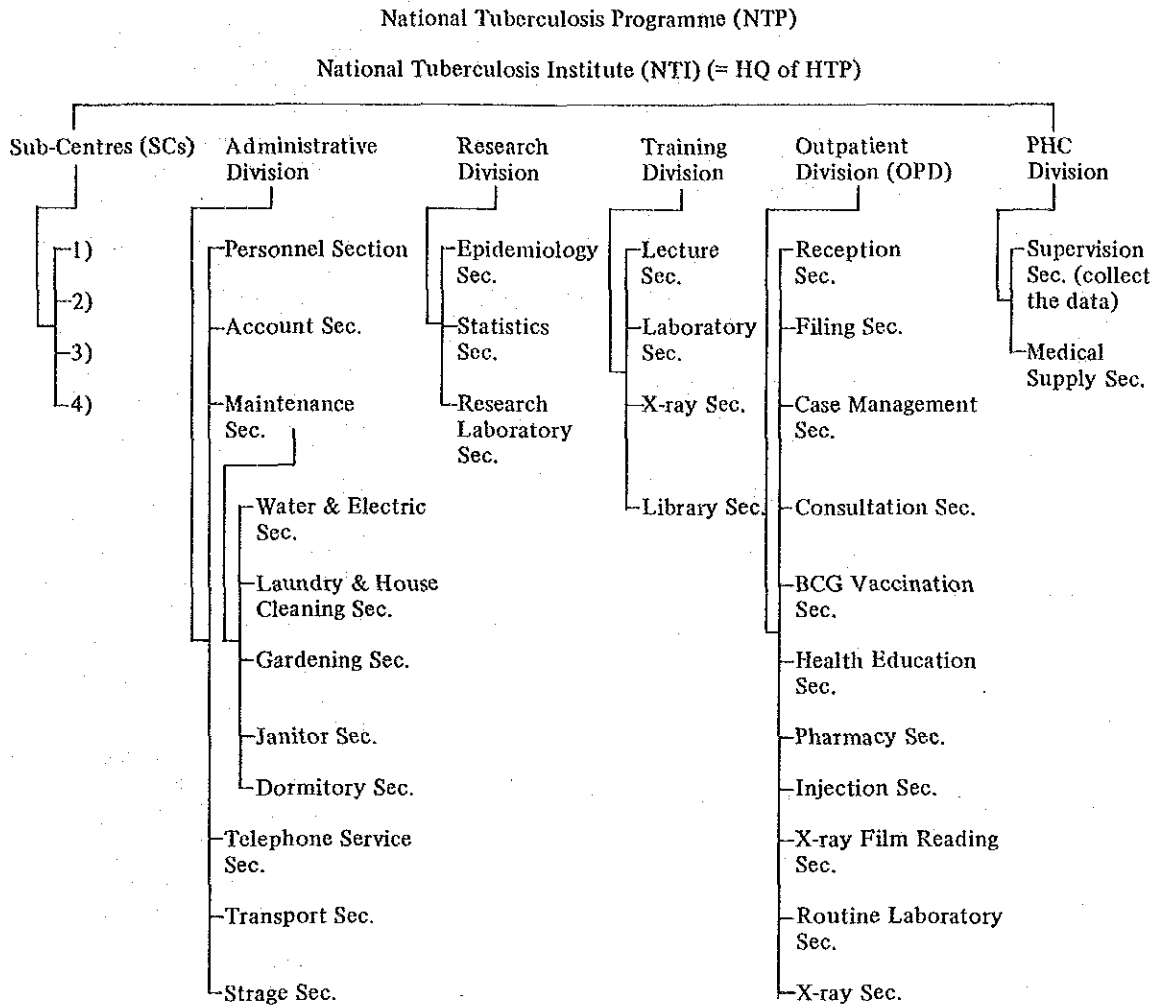 National Tuberculosis Programme (NTP)
National Tuberculosis Institute (NTI) (= HQ of HTP)
Sub-Centres (SCs)
1)
2)
3)
4)
Administrative
Division
Personnel Section
Account Sec.
Maintenance
Sec.
Water & Electric
Sec.
Laundry & House
Cleaning Sec.
Gardening Sec.
Janitor Sec.
Dormitory Sec.
Telephone Service
Sec.
Transport Sec.
Strage Sec.
Research
Division
Epidemiology
Sec.
Statistics
Sec.
Research
Laboratory
Sec.
Training
Division
Lecture
Sec.
Laboratory
Sec.
X-ray Sec.
Library Sec.
Outpatient
Division (OPD)
Reception
Sec.
Filing Sec.
Case Management
Sec.
Consultation Sec.
BCG Vaccination
Sec.
Health Education
Sec.
Pharmacy Sec.
Injection Sec.
X-ray Film Reading
Sec.
Routine Laboratory
Sec.
X-ray Sec.
PHC
Division
Supervision
Sec. (collect
the data)
Medical
Supply Sec.